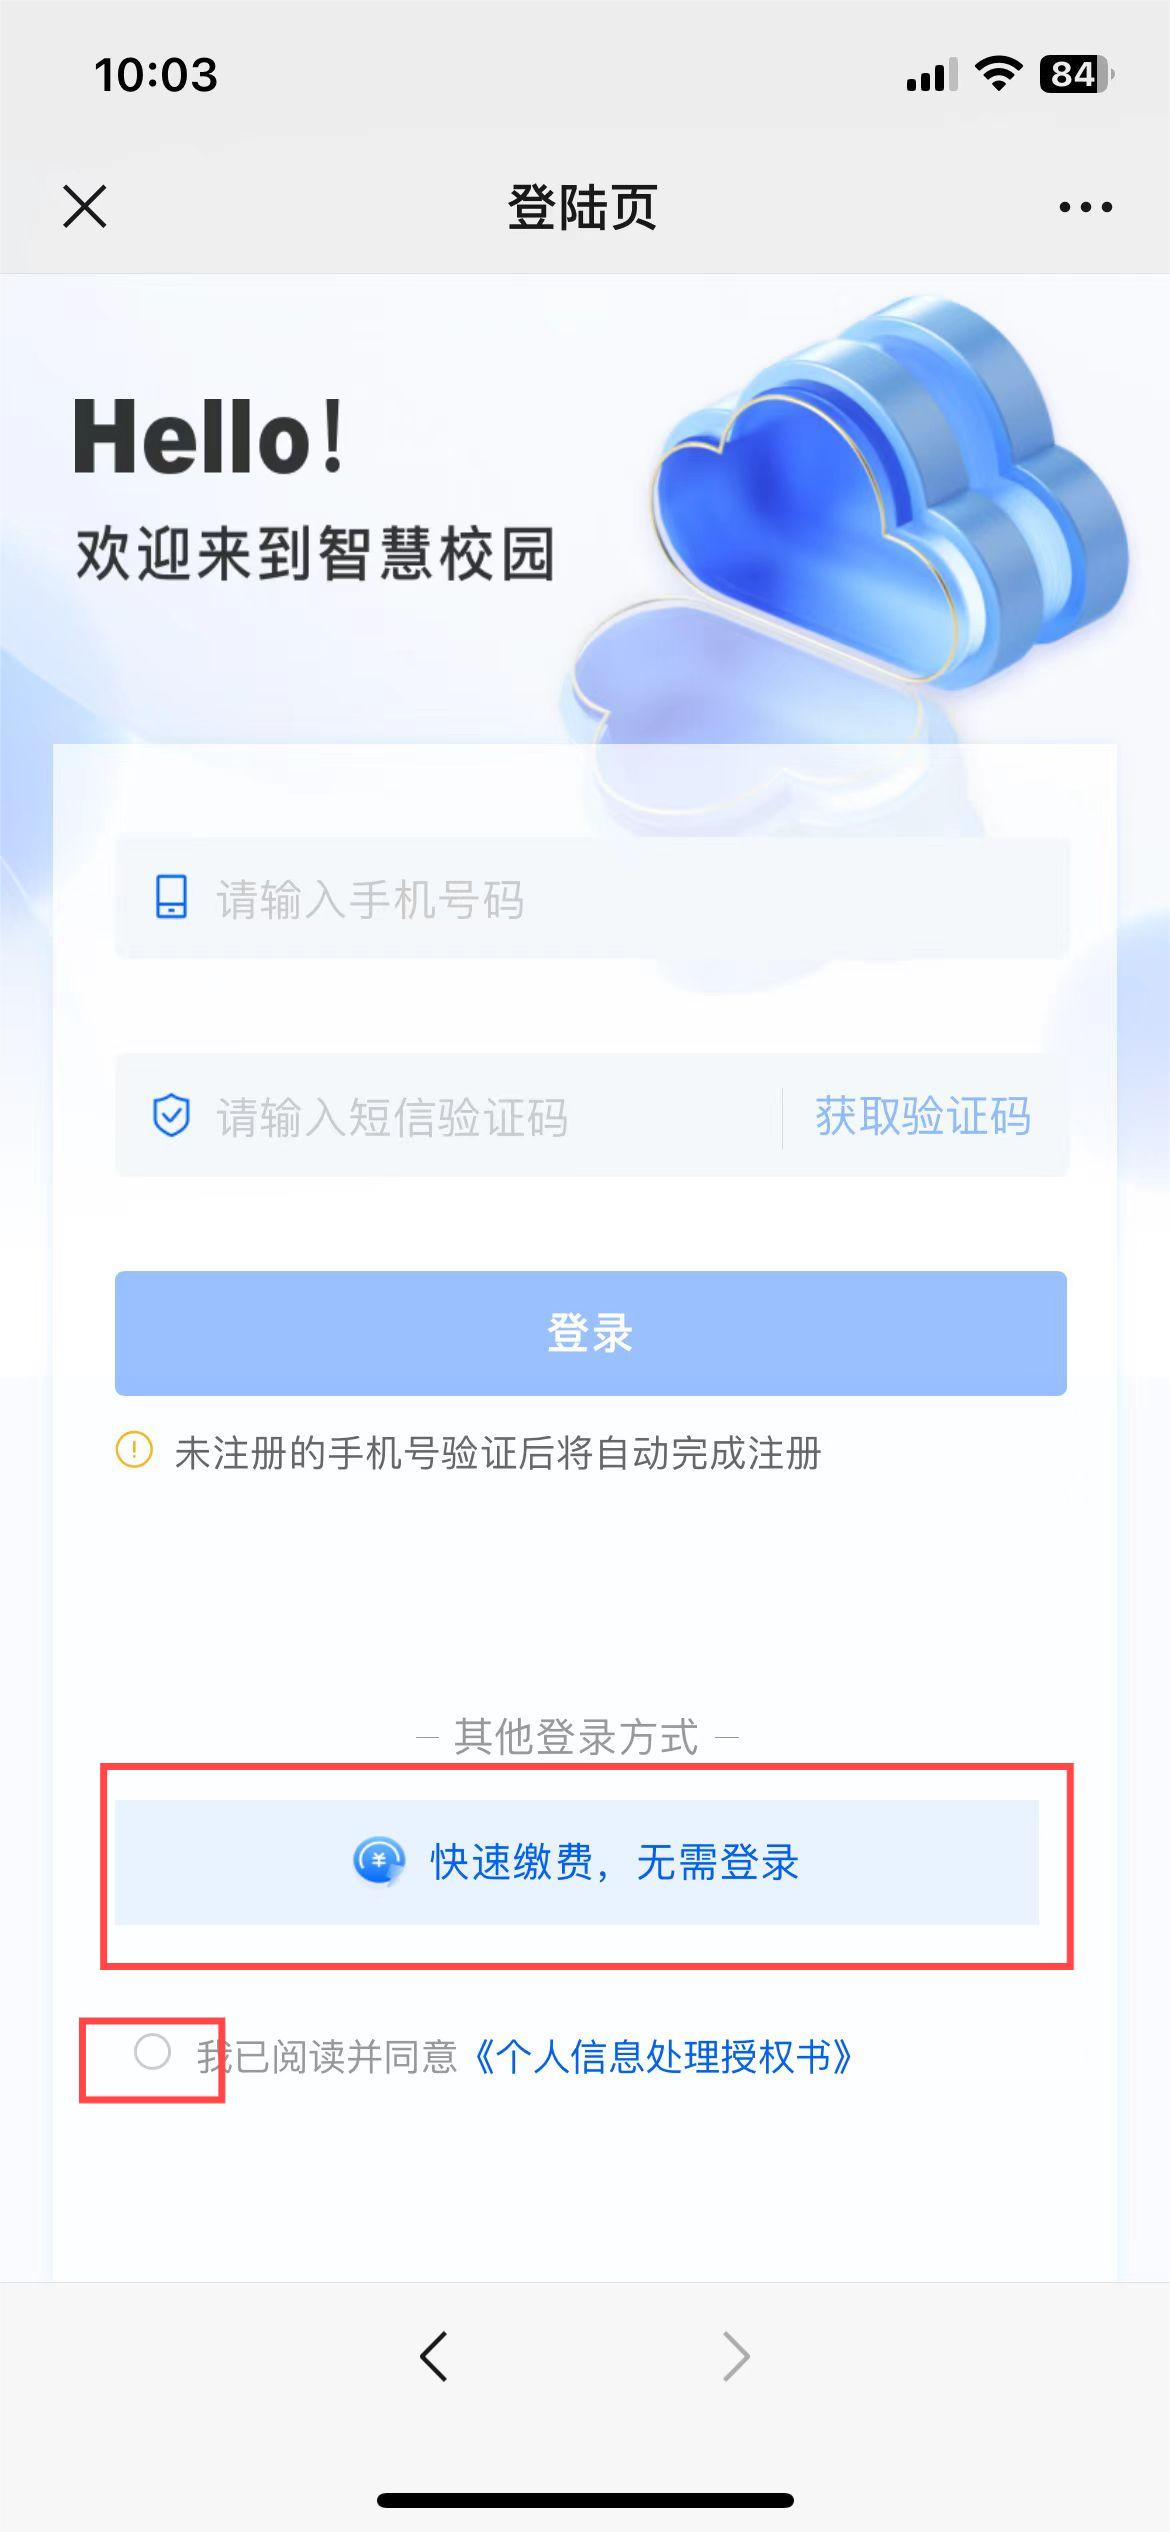 10:03
84
登陆页
Hello!
欢迎来到智慧校园
请输入手机号码
请输入短信验证码
获取验证码
登录
未注册的手机号验证后将自动完成注册
其他登录方式
快速缴费，无需登录
我已阅读并同意《个人信息处理授权书》